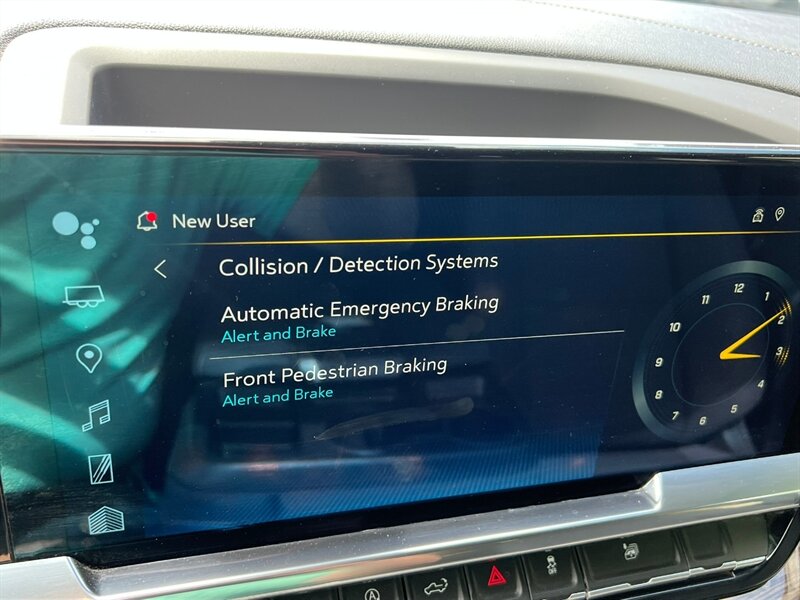 New User
Collision / Detection Systems
Automatic Emergency Braking
Alert and Brake
Front Pedestrian Braking
Alert and Brake
12
1
2
3
4
5
6
7
8
9
10
11
A